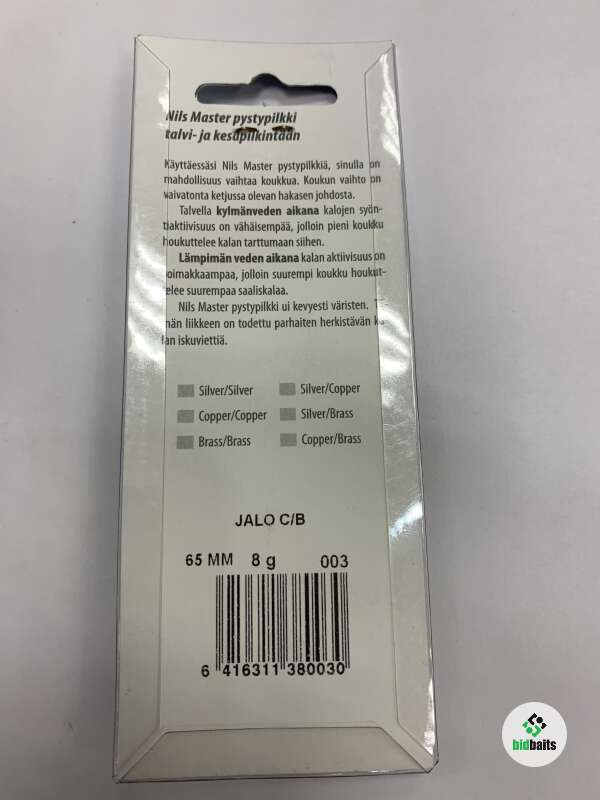 Nils Master pystypilkki
talvi- ja kesäpilkintään
Käyttäessäsi Nils Master pystypilkkiä, sinulla on
mahdollisuus vaihtaa koukkua. Koukun vaihto on
vaivatonta ketjussa olevan hakasen johdosta.
Talvella kylmänveden aikana kalojen syön-
tiaktiivisuus on vähäisempää, jolloin pieni koukku
houkuttelee kalan tarttumaan siihen.
Lämpimän veden aikana kalan aktiivisuus on
voimakkaampaa, jolloin suurempi koukku houkut-
telee suurempaa saaliskalaa.
Nils Master pystypilkki ui kevyesti väristen. Tä-
män liikkeen on todettu parhaiten herkistävän ka-
lan iskuviettiä.
Silver/Silver Silver/Copper
Copper/Copper Silver/Brass
Brass/Brass Copper/Brass
JALO C/B
65 MM 8 g 003
6 416311 380030
bidbaits